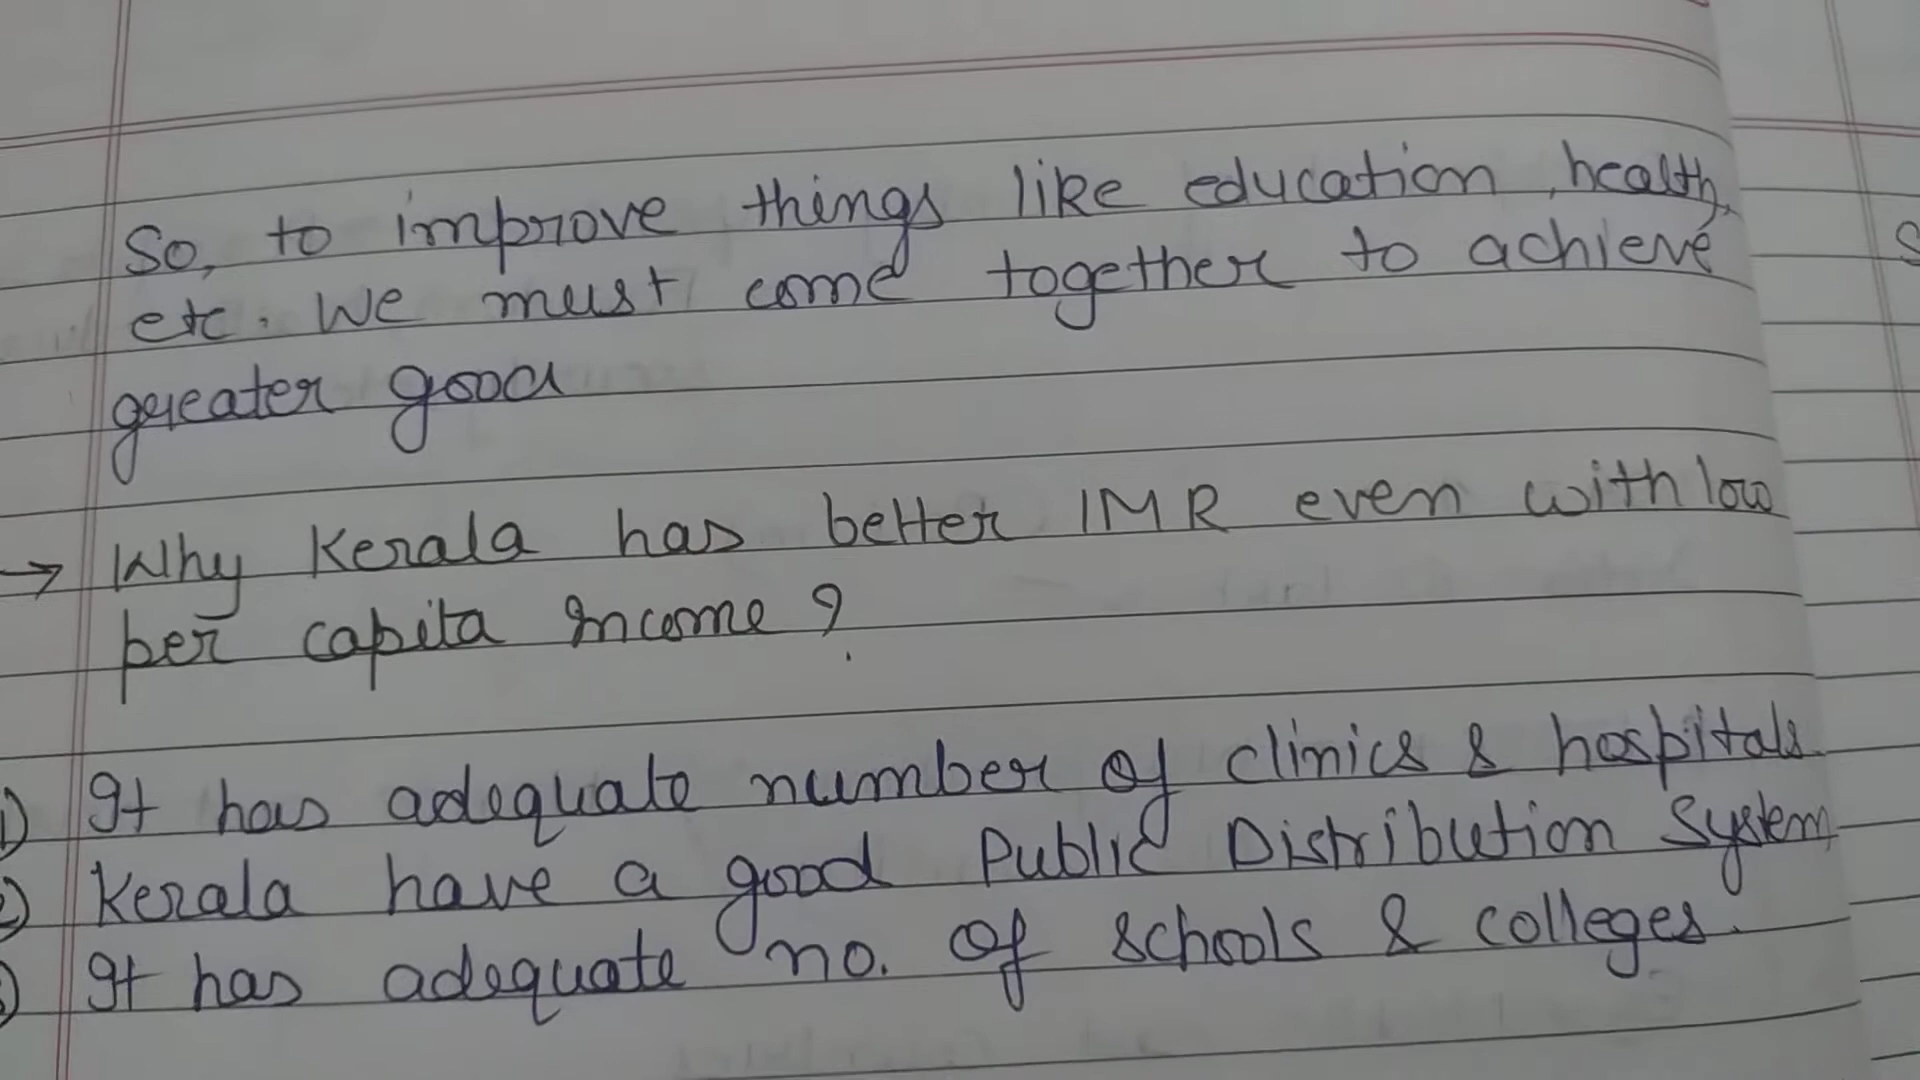 So, to improve things like education, health,
etc. We must come together to achieve
greater good
→ Why Kerala has better IMR even with low
per capita Income ?
1) It has adequate number of clinics & hospitals.
2) Kerala have a good Public Distribution System
3) It has adequate no. of schools & colleges.